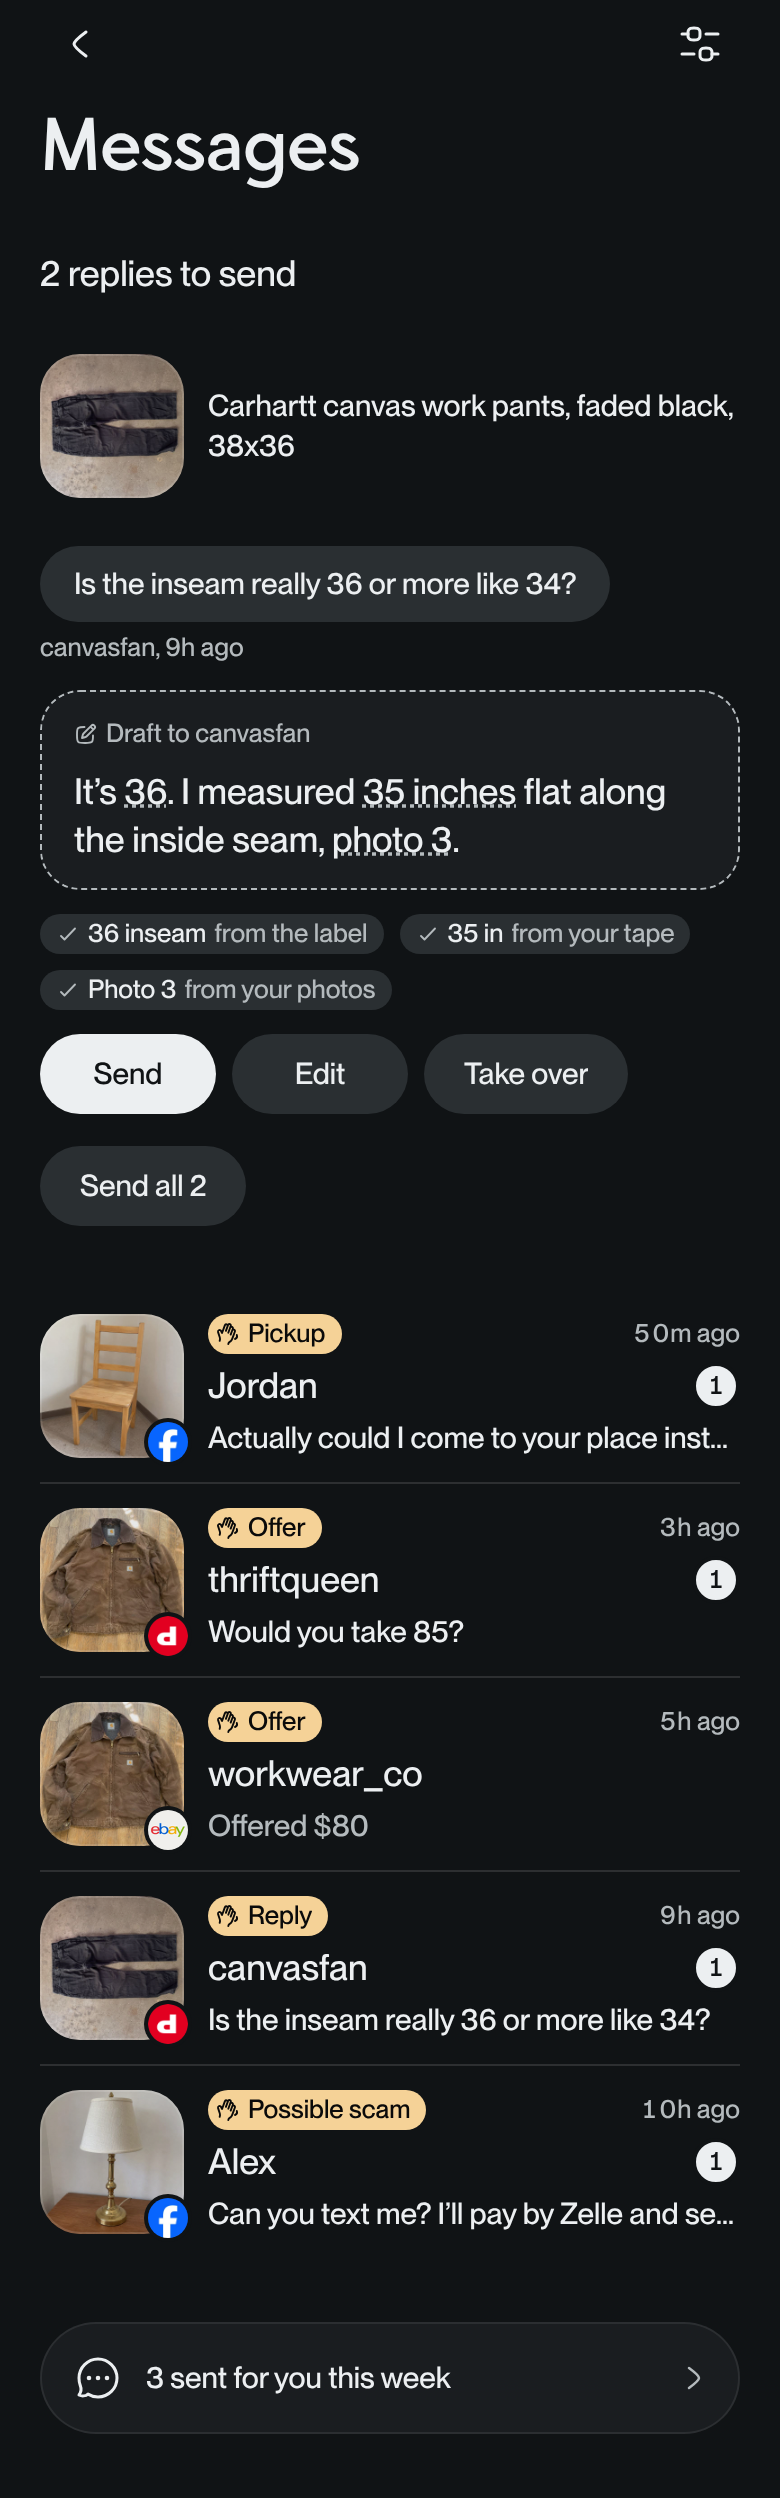 Messages
2 replies to send
Carhartt canvas work pants, faded black,
38x36
Is the inseam really 36 or more like 34?
canvasfan, 9h ago
Draft to canvasfan
It’s 36. I measured 35 inches flat along
the inside seam, photo 3.
36 inseam from the label
35 in from your tape
Photo 3 from your photos
Send
Edit
Take over
Send all 2
Pickup
50m ago
Jordan
1
Actually could I come to your place inst...
Offer
3h ago
thriftqueen
1
Would you take 85?
Offer
5h ago
workwear_co
ebay
Offered $80
Reply
9h ago
canvasfan
1
Is the inseam really 36 or more like 34?
Possible scam
10h ago
Alex
1
Can you text me? I’ll pay by Zelle and se...
3 sent for you this week